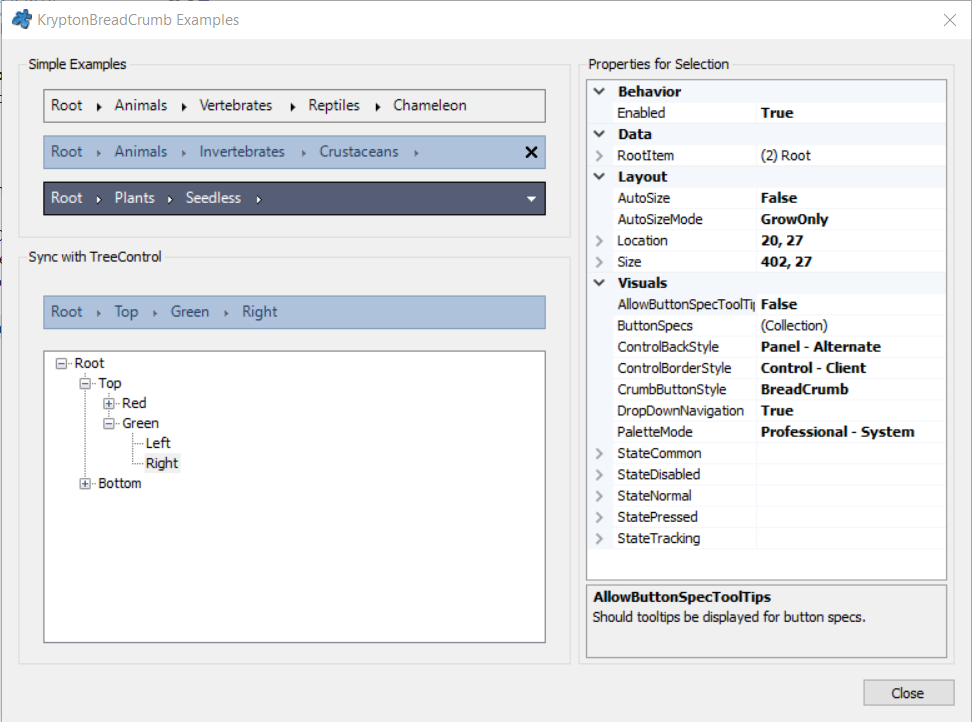 KryptonBreadCrumb Examples
Simple Examples
Root Animals Vertebrates Reptiles Chameleon
Root Animals Invertebrates Crustaceans
Root Plants Seedless
Sync with TreeControl
Root Top Green Right
Root
Top
Red
Green
Left
Right
Bottom
Properties for Selection
Behavior
Enabled True
Data
RootItem (2) Root
Layout
AutoSize False
AutoSizeMode GrowOnly
Location 20, 27
Size 402, 27
Visuals
AllowButtonSpecToolTip False
ButtonSpecs (Collection)
ControlBackStyle Panel - Alternate
ControlBorderStyle Control - Client
CrumbButtonStyle BreadCrumb
DropDownNavigation True
PaletteMode Professional - System
StateCommon
StateDisabled
StateNormal
StatePressed
StateTracking
AllowButtonSpecToolTips
Should tooltips be displayed for button specs.
Close